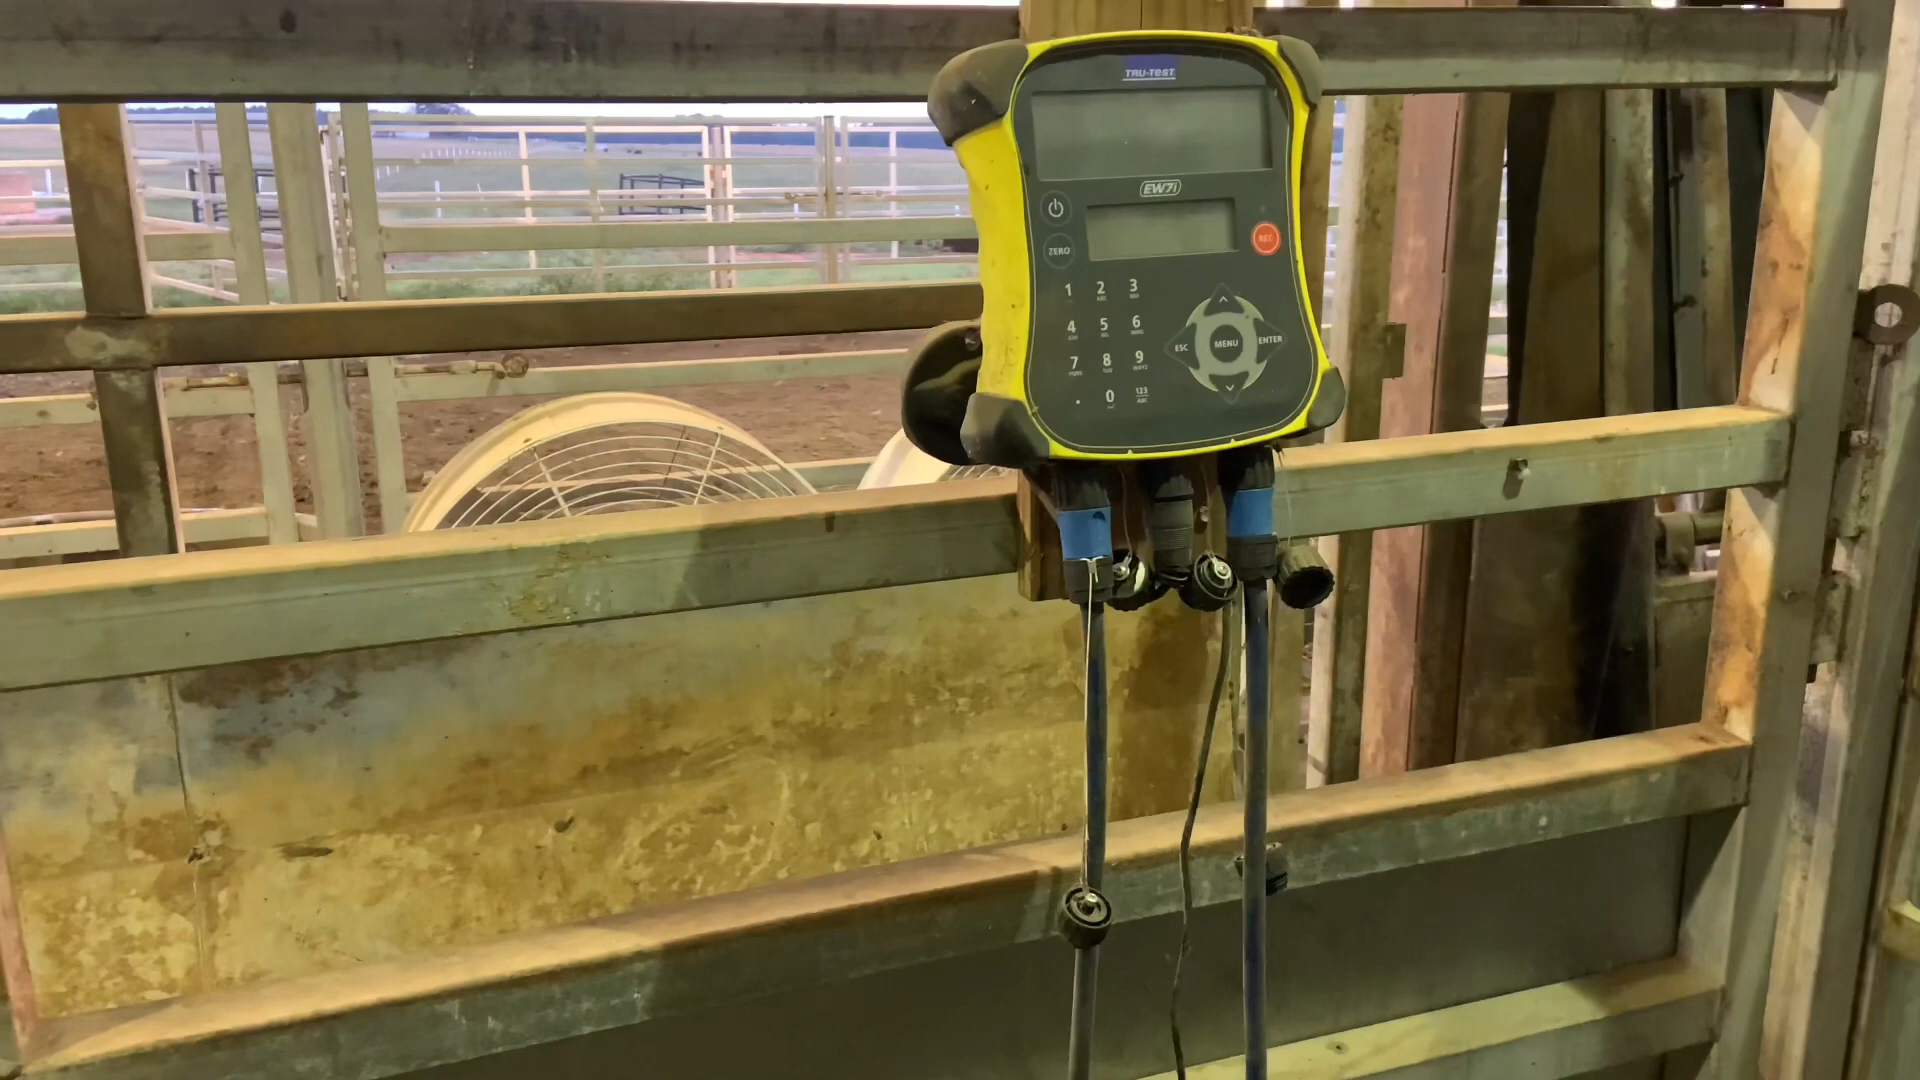 TRU-TEST
EW7i
ZERO
REC
1 2 3
4 5 6
7 8 9
. 0 123
ABC
MENU
ESC
ENTER